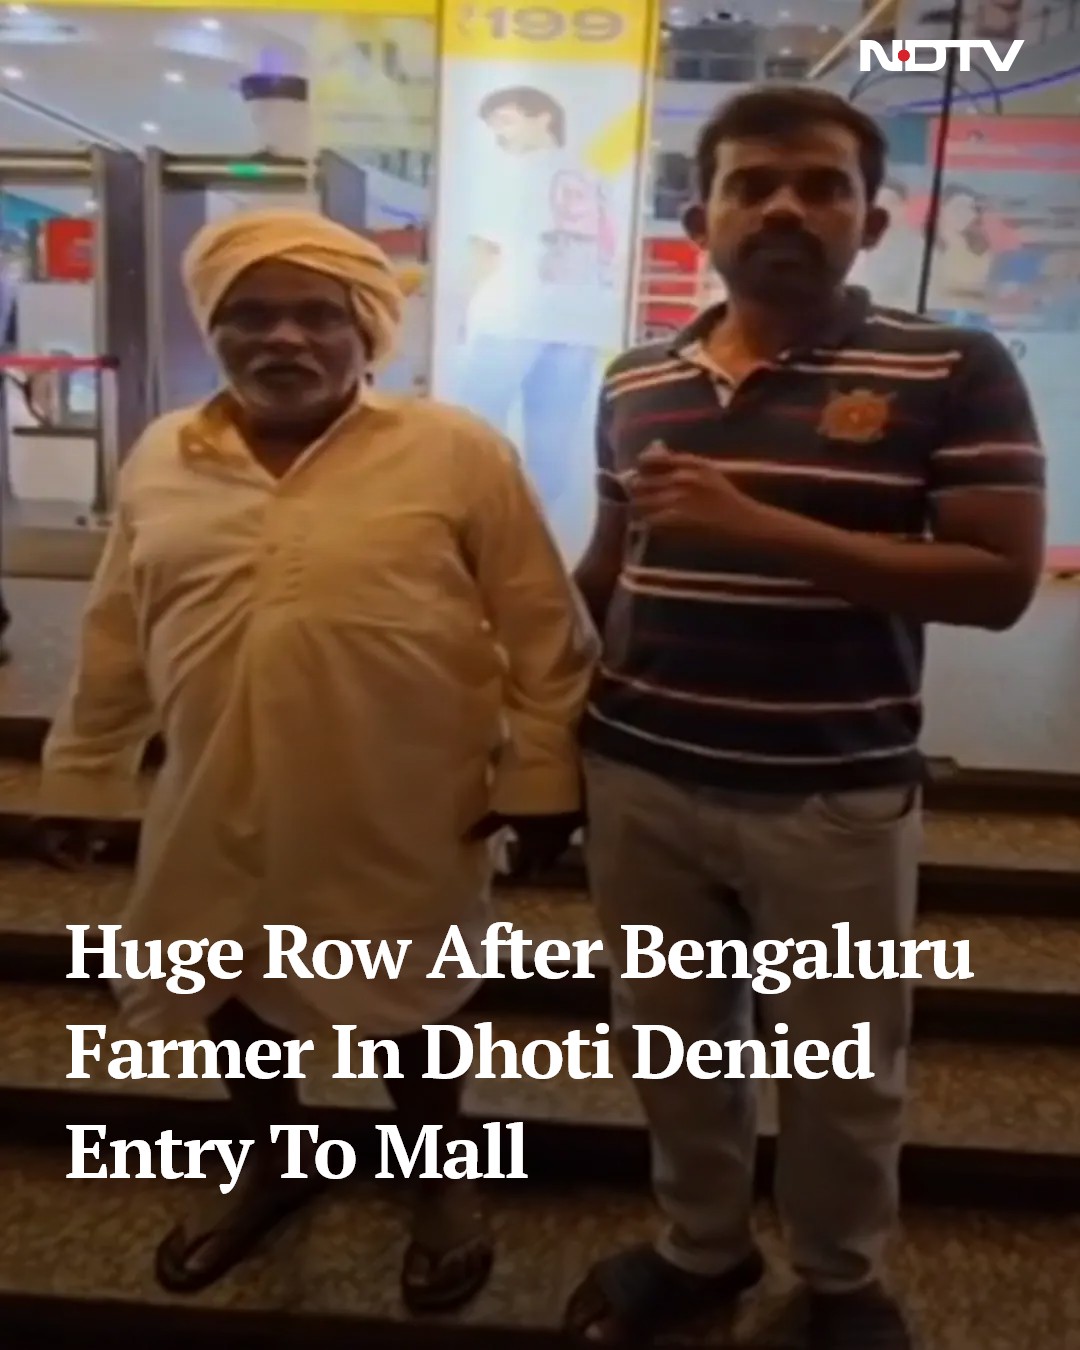 ₹199
NDTV
Huge Row After Bengaluru
Farmer In Dhoti Denied
Entry To Mall